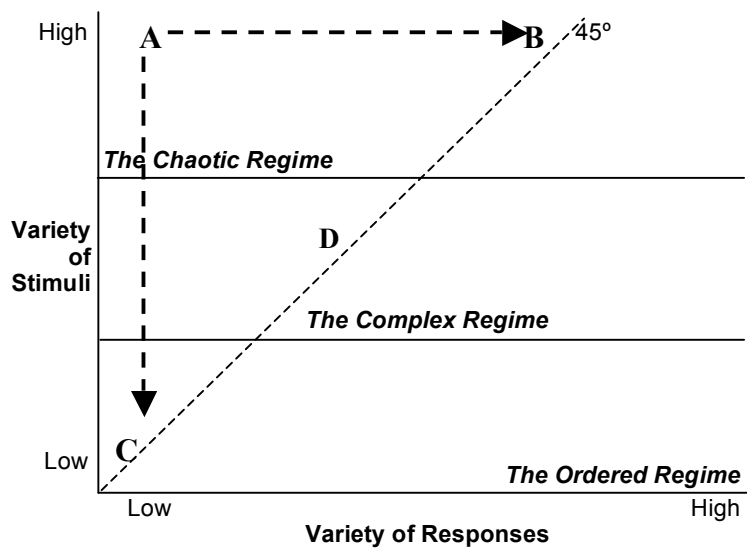 High
A
B
45º
The Chaotic Regime
Variety
of
Stimuli
D
The Complex Regime
C
Low
The Ordered Regime
Low
High
Variety of Responses